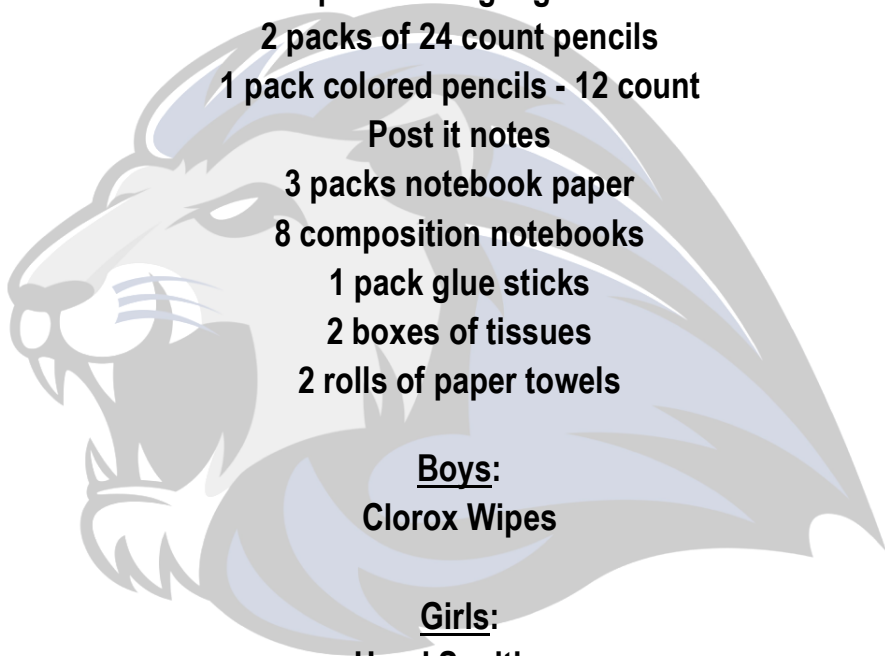 2 packs of 24 count pencils
1 pack colored pencils - 12 count
Post it notes
3 packs notebook paper
8 composition notebooks
1 pack glue sticks
2 boxes of tissues
2 rolls of paper towels
Boys:
Clorox Wipes
Girls: